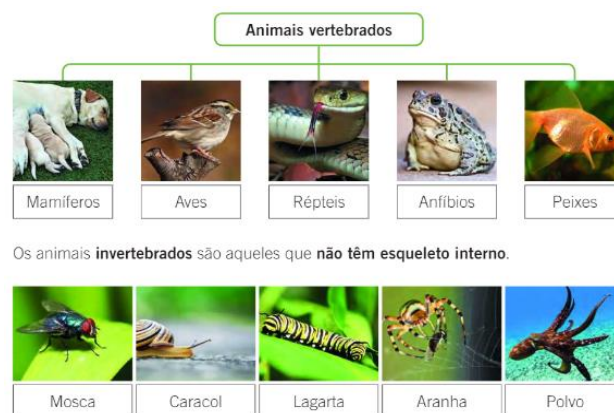 Animais vertebrados
Mamíferos
Aves
Répteis
Anfíbios
Peixes
Os animais invertebrados são aqueles que não têm esqueleto interno.
Mosca
Caracol
Lagarta
Aranha
Polvo